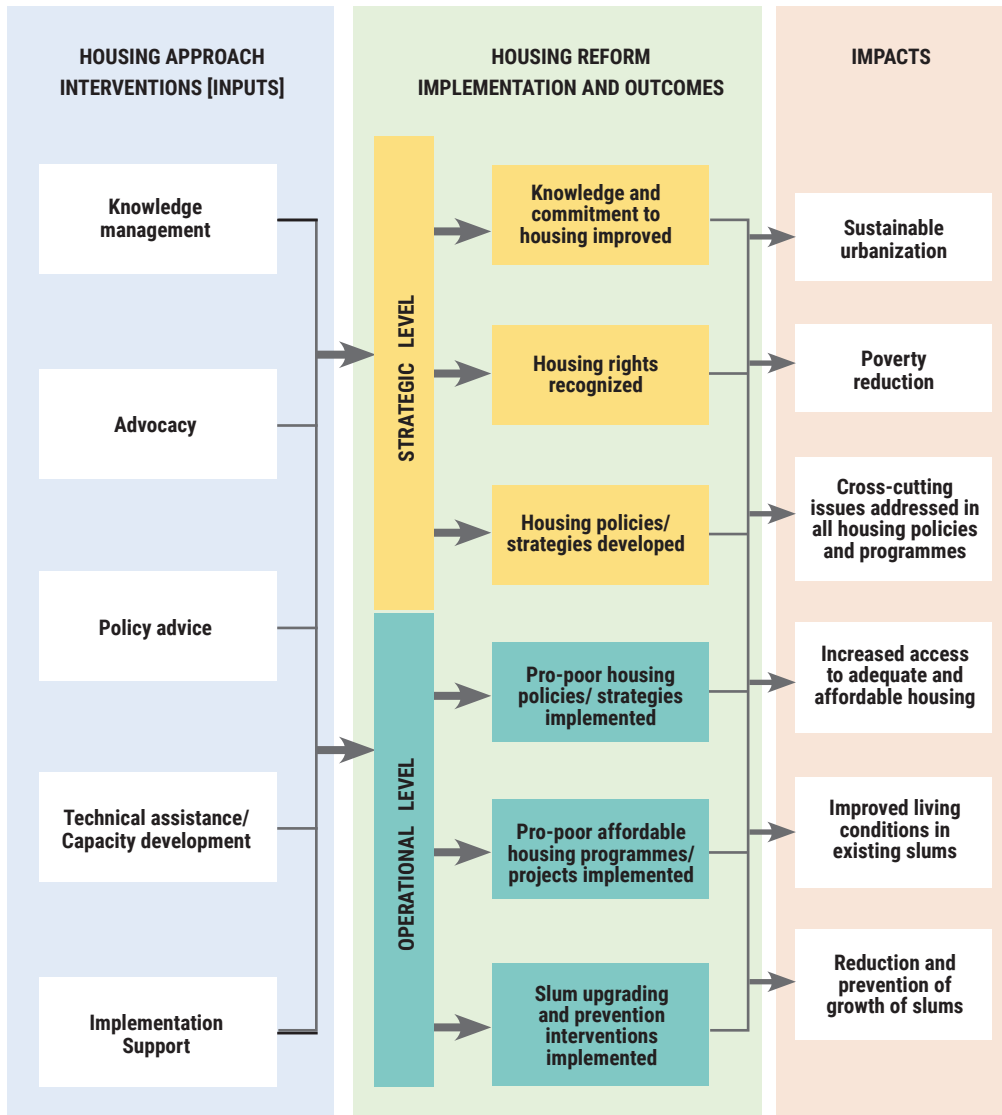 HOUSING APPROACH
INTERVENTIONS [INPUTS]
Knowledge
management
Advocacy
Policy advice
Technical assistance/
Capacity development
Implementation
Support
HOUSING REFORM
IMPLEMENTATION AND OUTCOMES
STRATEGIC LEVEL
Knowledge and
commitment to
housing improved
Housing rights
recognized
Housing policies/
strategies developed
OPERATIONAL LEVEL
Pro-poor housing
policies/ strategies
implemented
Pro-poor affordable
housing programmes/
projects implemented
Slum upgrading
and prevention
interventions
implemented
IMPACTS
Sustainable
urbanization
Poverty
reduction
Cross-cutting
issues addressed in
all housing policies
and programmes
Increased access
to adequate and
affordable housing
Improved living
conditions in
existing slums
Reduction and
prevention of
growth of slums